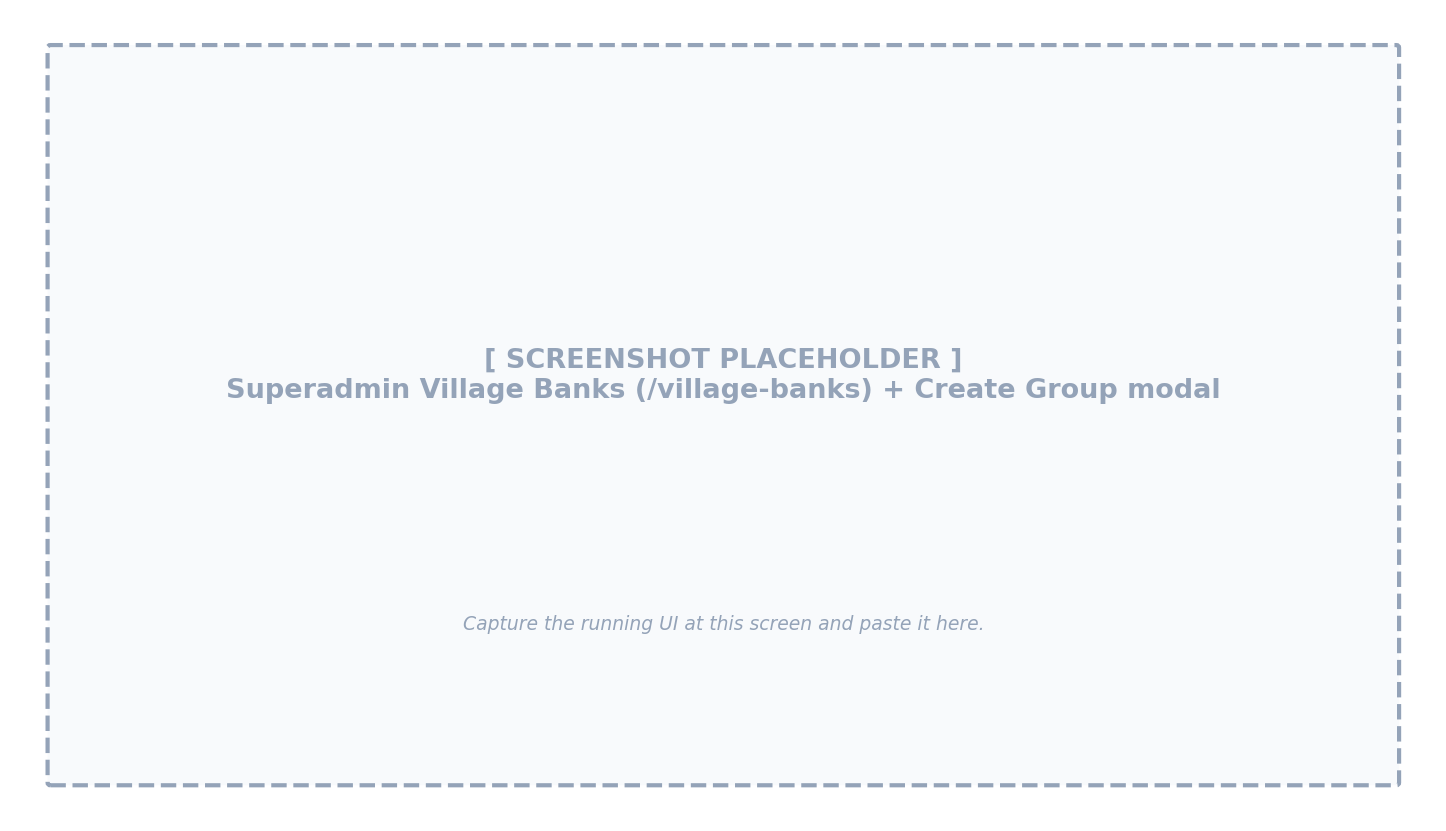 [ SCREENSHOT PLACEHOLDER ]
Superadmin Village Banks (/village-banks) + Create Group modal
Capture the running UI at this screen and paste it here.